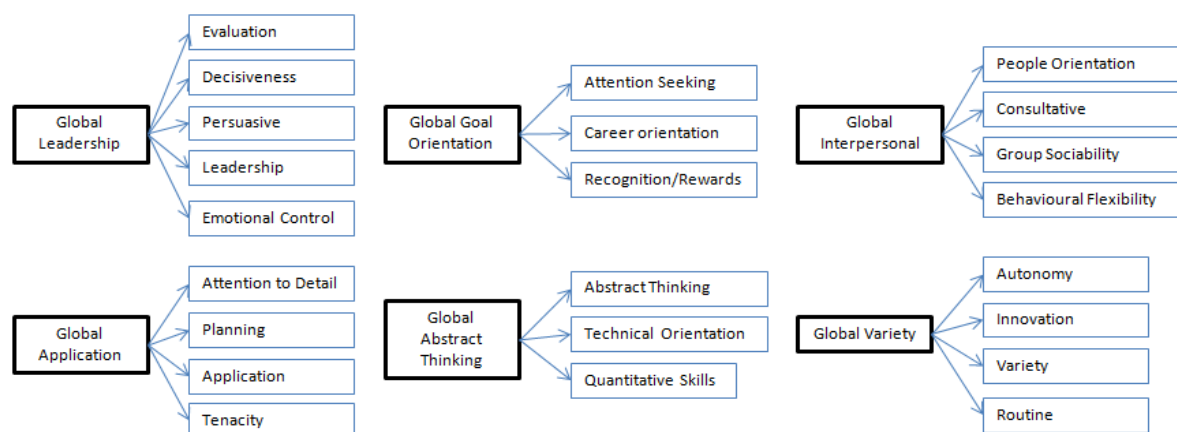 Global
Leadership
Evaluation
Decisiveness
Persuasive
Leadership
Emotional Control
Global Goal
Orientation
Attention Seeking
Career orientation
Recognition/Rewards
Global
Interpersonal
People Orientation
Consultative
Group Sociability
Behavioural Flexibility
Global
Application
Attention to Detail
Planning
Application
Tenacity
Global
Abstract
Thinking
Abstract Thinking
Technical Orientation
Quantitative Skills
Global Variety
Autonomy
Innovation
Variety
Routine